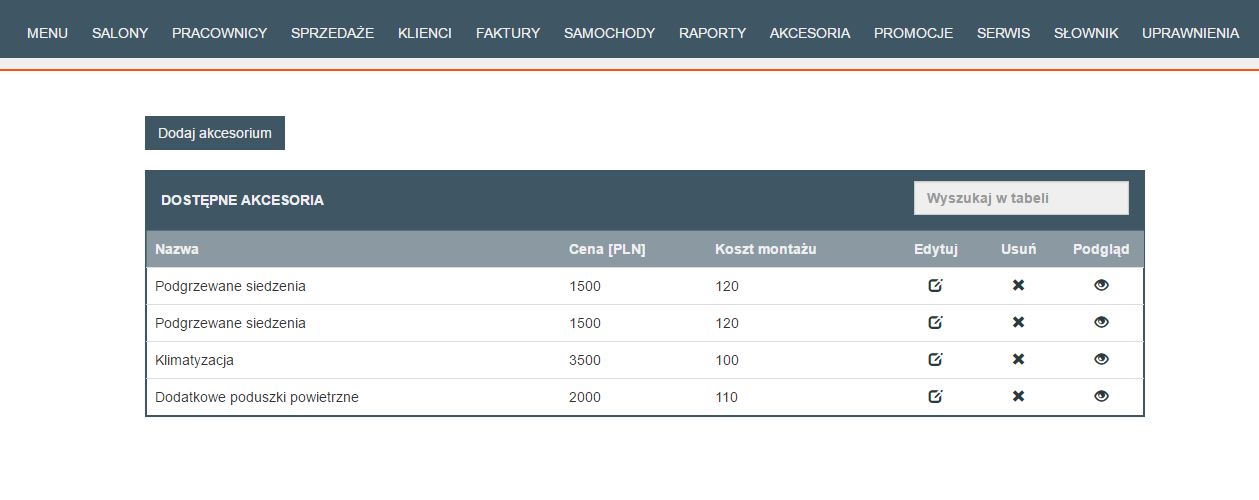 MENU SALONY PRACOWNICY SPRZEDAŻE KLIENCI FAKTURY SAMOCHODY RAPORTY AKCESORIA PROMOCJE SERWIS SŁOWNIK UPRAWNIENIA
Dodaj akcesorium
DOSTĘPNE AKCESORIA Wyszukaj w tabeli
Nazwa Cena [PLN] Koszt montażu Edytuj Usuń Podgląd
Podgrzewane siedzenia 1500 120
Podgrzewane siedzenia 1500 120
Klimatyzacja 3500 100
Dodatkowe poduszki powietrzne 2000 110